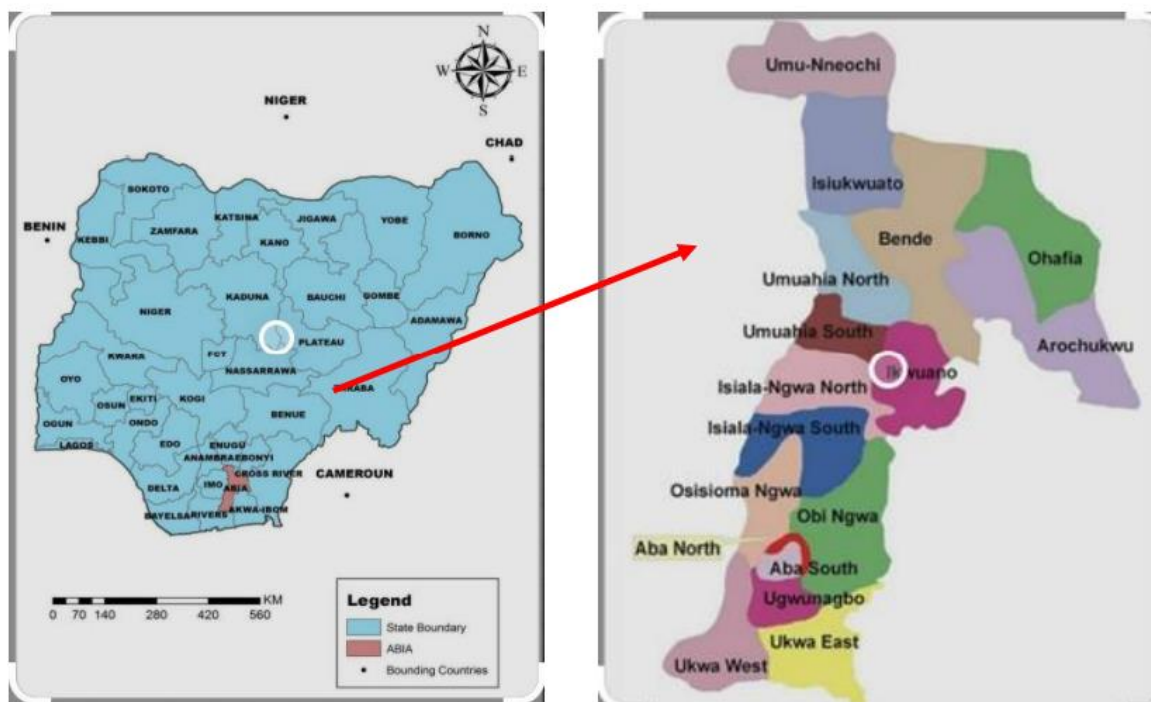 N
W E
S
NIGER
CHAD
BENIN
SOKOTO
KEBBI
ZAMFARA
KATSINA
KANO
JIGAWA
YOBE
BORNO
NIGER
KADUNA
BAUCHI
GOMBE
ADAMAWA
PLATEAU
KWARA
FCT
NASSARRAWA
OYO
OSUN
EKITI
KOGI
BENUE
OGUN
ONDO
LAGOS
EDO
ENUGU
ANAMBRA
EBONYI
CROSS RIVER
CAMEROUN
DELTA
IMO
ABIA
BAYELSA
RIVERS
AKWA-IBOM
KM
0 70 140 280 420 560
Legend
State Boundary
ABIA
Bounding Countries
Umu-Nneochi
Isiukwuato
Bende
Ohafia
Umuahia North
Umuahia South
Arochukwu
Ikwuano
Isiala-Ngwa North
Isiala-Ngwa South
Osisioma Ngwa
Obi Ngwa
Aba North
Aba South
Ugwunagbo
Ukwa East
Ukwa West